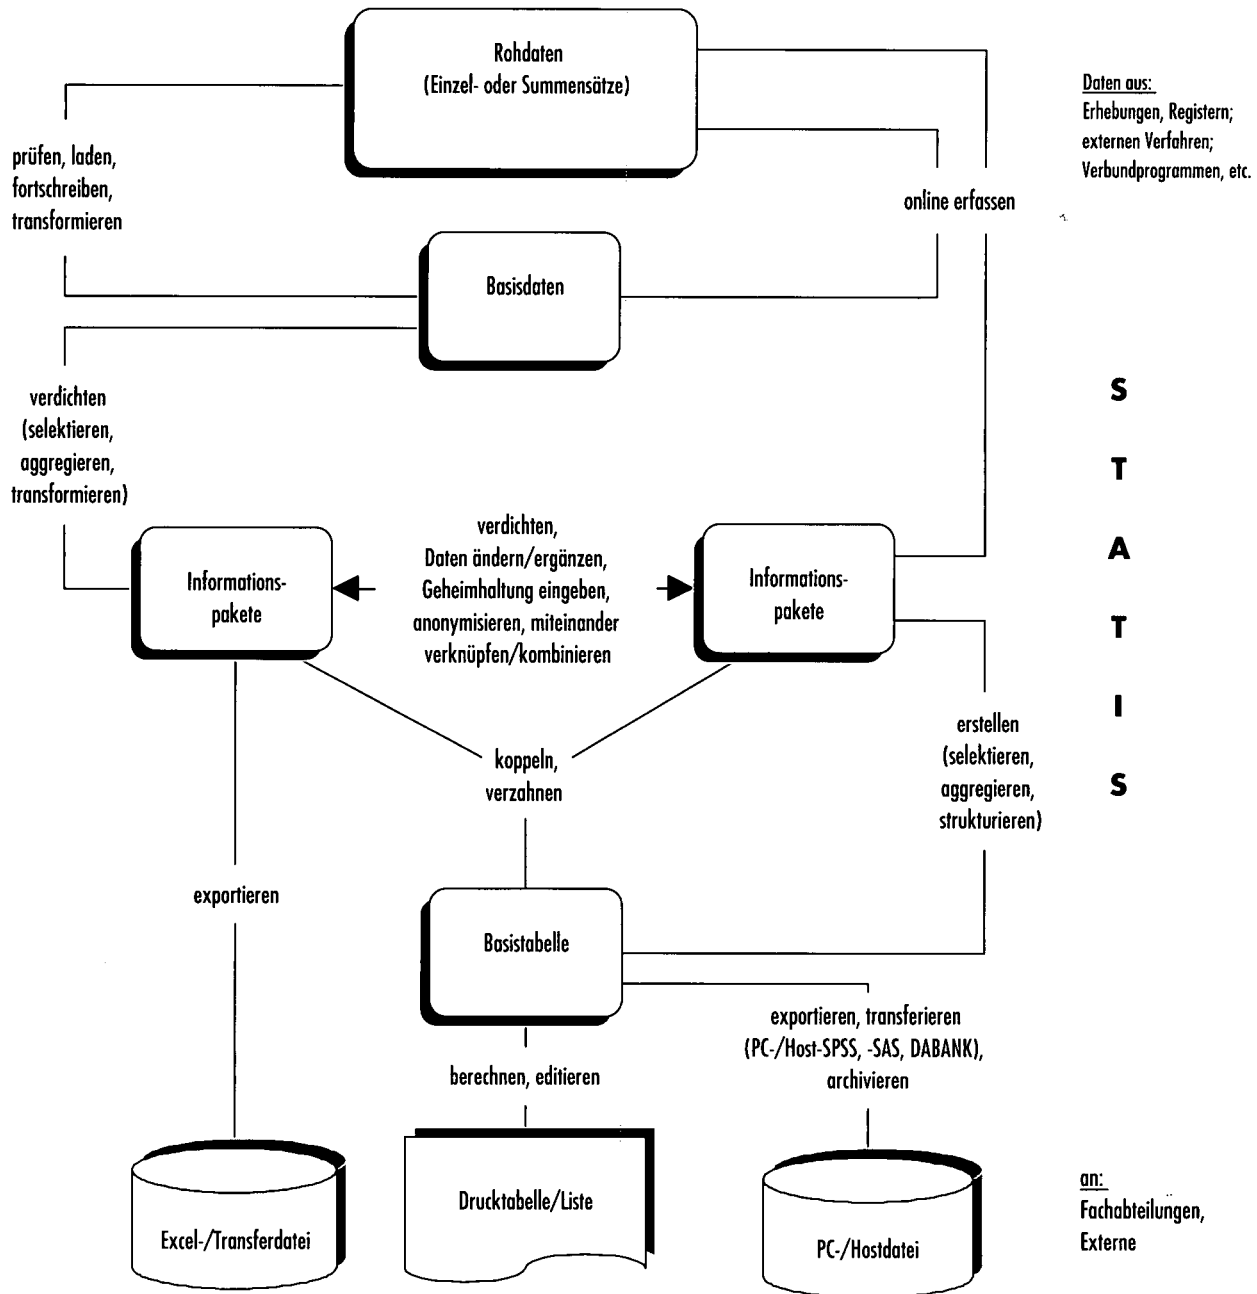 Rohdaten
(Einzel- oder Summensätze)
Daten aus:
Erhebungen, Registern;
externen Verfahren;
Verbundprogrammen, etc.
prüfen, laden,
fortschreiben,
transformieren
online erfassen
Basisdaten
verdichten
(selektieren,
aggregieren,
transformieren)
S
T
A
T
I
S
Informations-
pakete
verdichten,
Daten ändern/ergänzen,
Geheimhaltung eingeben,
anonymisieren, miteinander
verknüpfen/kombinieren
Informations-
pakete
koppeln,
verzahnen
erstellen
(selektieren,
aggregieren,
strukturieren)
exportieren
Basistabelle
exportieren, transferieren
(PC-/Host-SPSS, -SAS, DABANK),
archivieren
berechnen, editieren
Excel-/Transferdatei
Drucktabelle/Liste
PC-/Hostdatei
an:
Fachabteilungen,
Externe